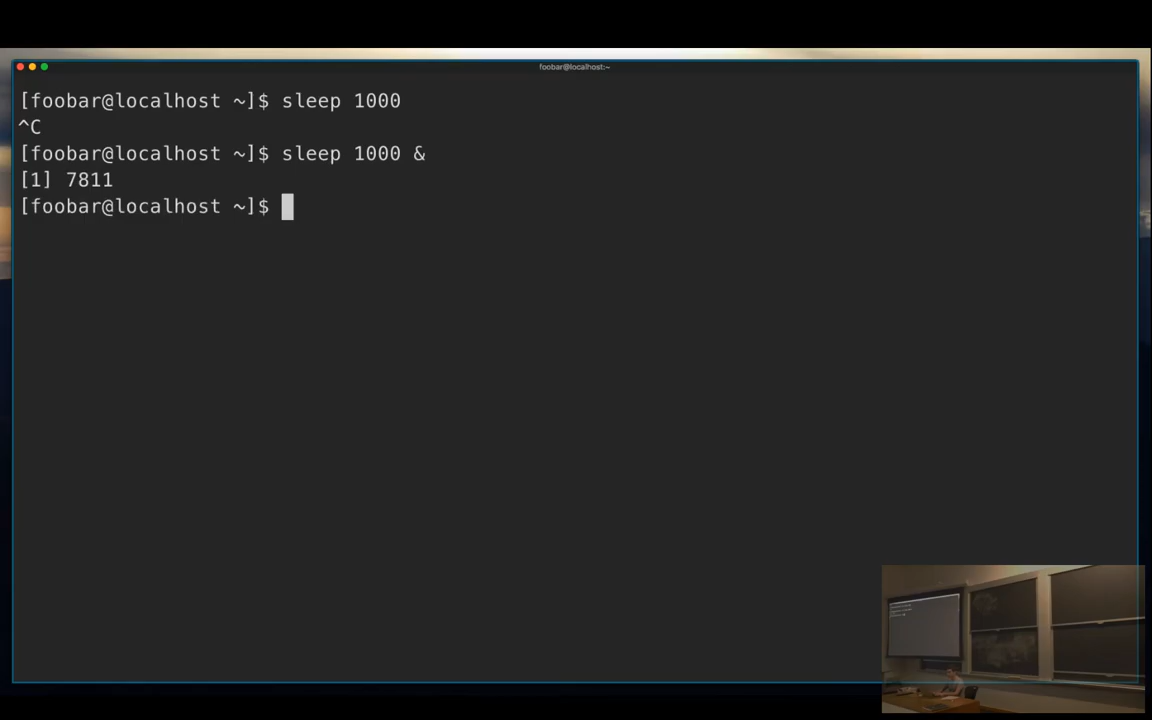 foobar@localhost:~
[foobar@localhost ~]$ sleep 1000
^C
[foobar@localhost ~]$ sleep 1000 &
[1] 7811
[foobar@localhost ~]$